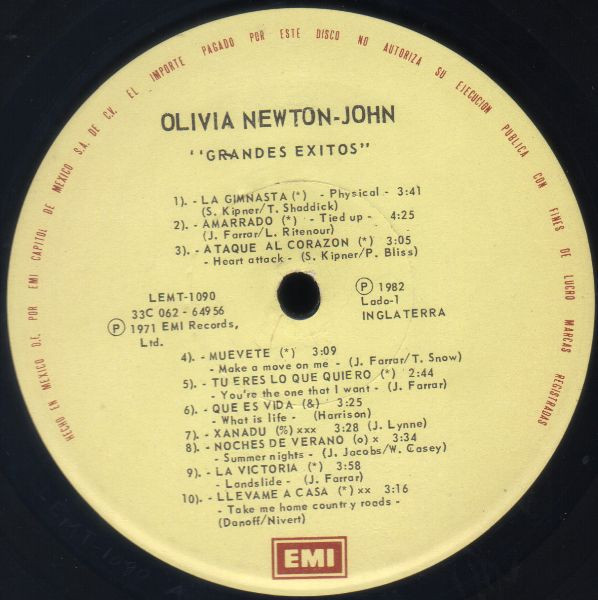 HECHO EN MEXICO D.F. POR EMI CAPITOL DE MEXICO S.A. DE C.V. EL IMPORTE PAGADO POR ESTE DISCO NO AUTORIZA SU EJECUCION PUBLICA CON FINES DE LUCRO MARCAS REGISTRADAS
OLIVIA NEWTON-JOHN
"GRANDES EXITOS"
1). - LA GIMNASTA (*) - Physical - 3:41
(S. Kipner/T. Shaddick)
2). - AMARRADO (*) - Tied up - 4:25
(J. Farrar/L. Ritenour)
3). - ATAQUE AL CORAZON (*) 3:05
- Heart attack - (S. Kipner/P. Bliss)
LEMT-1090
33C 062 - 64956
Ⓟ 1971 EMI Records,
Ltd.
Ⓟ 1982
Lado-1
INGLATERRA
4). - MUEVETE (*) 3:09
- Make a move on me - (J. Farrar/T. Snow)
5). - TU ERES LO QUE QUIERO (*) 2:44
- You're the one that I want - (J. Farrar)
6). - QUE ES VIDA (&) 3:25
- What is life - (Harrison)
7). - XANADU (%) xxx 3:28 (J. Lynne)
8). - NOCHES DE VERANO (o) x 3:34
- Summer nights - (J. Jacobs/W. Casey)
9). - LA VICTORIA (*) 3:58
- Landslide - (J. Farrar)
10). - LLEVAME A CASA (*) xx 3:16
- Take me home country roads -
(Danoff/Nivert)
EMI